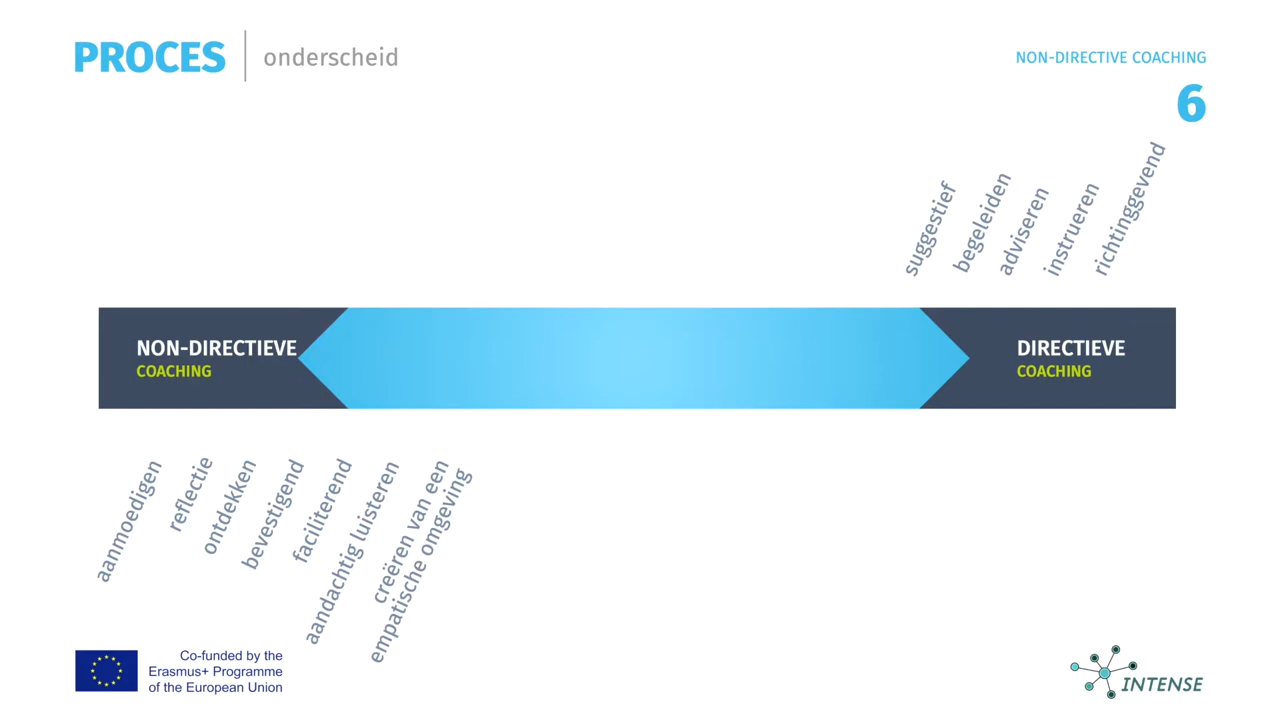 PROCES
onderscheid
NON-DIRECTIVE COACHING
6
suggestief
begeleiden
adviseren
instrueren
richtinggevend
NON-DIRECTIEVE
COACHING
DIRECTIEVE
COACHING
aanmoedigen
reflectie
ontdekken
bevestigend
faciliterend
aandachtig luisteren
creëren van een
empatische omgeving
Co-funded by the
Erasmus+ Programme
of the European Union
INTENSE